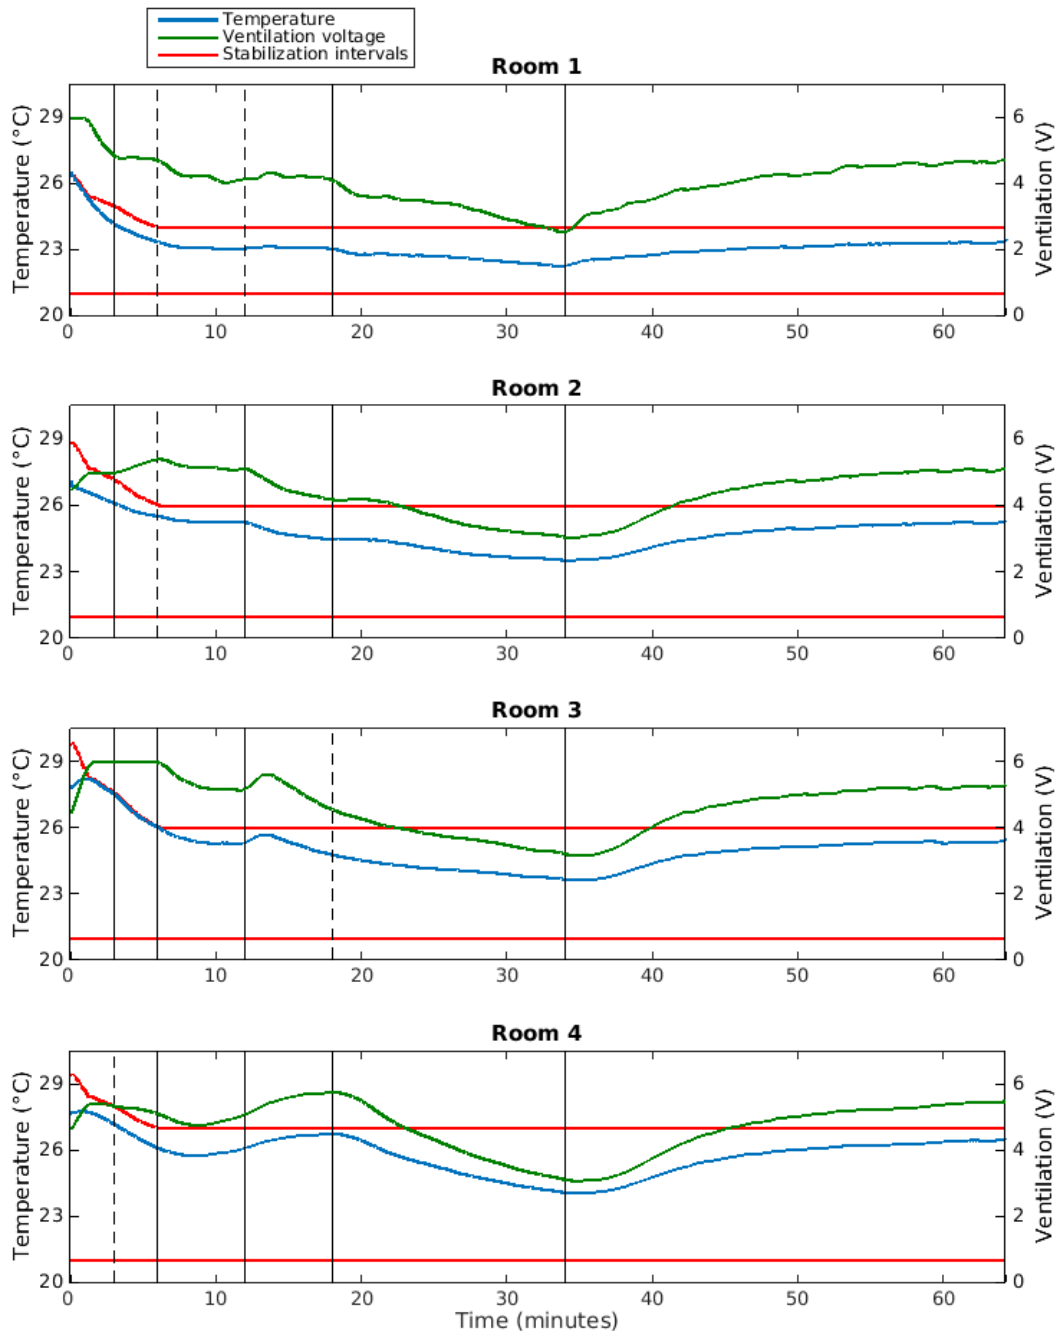 Temperature
Ventilation voltage
Stabilization intervals
Room 1
Temperature (°C)
29
26
23
20
6
4
2
0
Ventilation (V)
0 10 20 30 40 50 60
Room 2
Temperature (°C)
29
26
23
20
6
4
2
0
Ventilation (V)
0 10 20 30 40 50 60
Room 3
Temperature (°C)
29
26
23
20
6
4
2
0
Ventilation (V)
0 10 20 30 40 50 60
Room 4
Temperature (°C)
29
26
23
20
6
4
2
0
Ventilation (V)
0 10 20 30 40 50 60
Time (minutes)